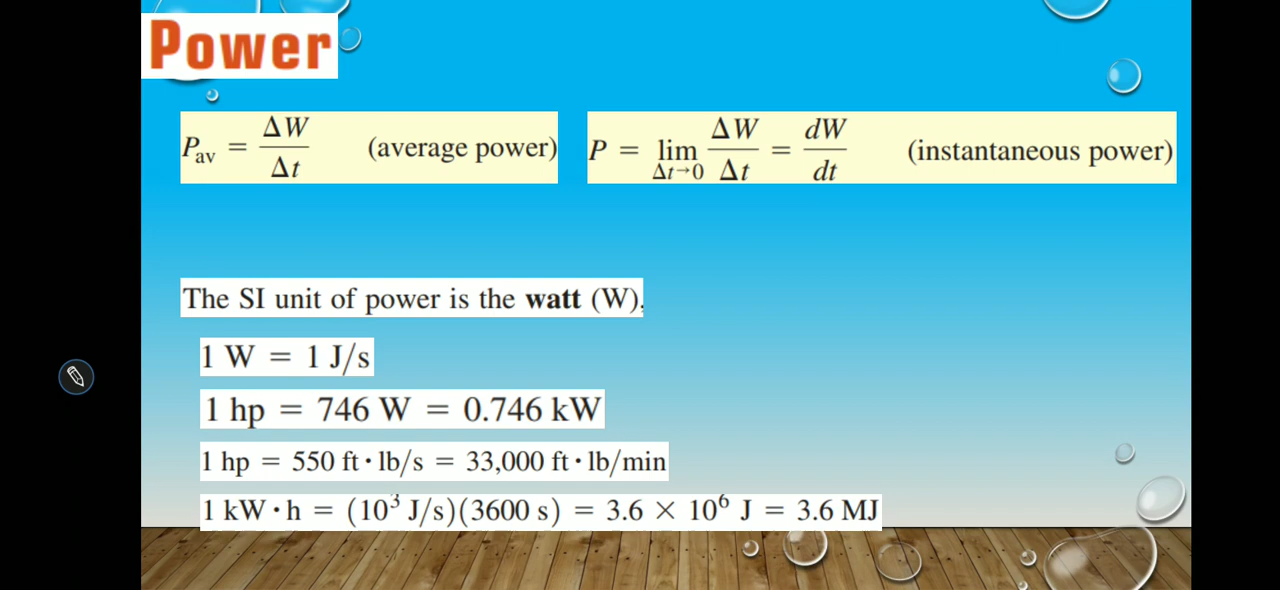 Power
P_av = ΔW/Δt (average power)
P = lim_{Δt→0} ΔW/Δt = dW/dt (instantaneous power)
The SI unit of power is the watt (W),
1 W = 1 J/s
1 hp = 746 W = 0.746 kW
1 hp = 550 ft · lb/s = 33,000 ft · lb/min
1 kW · h = (10³ J/s)(3600 s) = 3.6 × 10⁶ J = 3.6 MJ